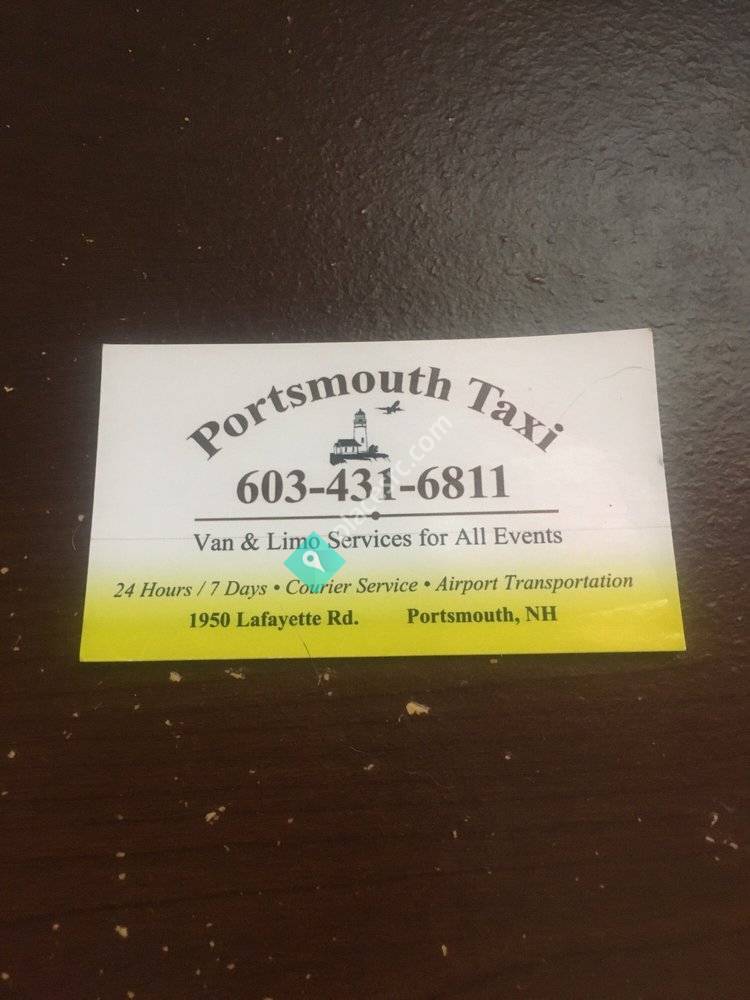 Portsmouth Taxi
603-431-6811
Van & Limo Services for All Events
24 Hours / 7 Days • Courier Service • Airport Transportation
1950 Lafayette Rd. Portsmouth, NH